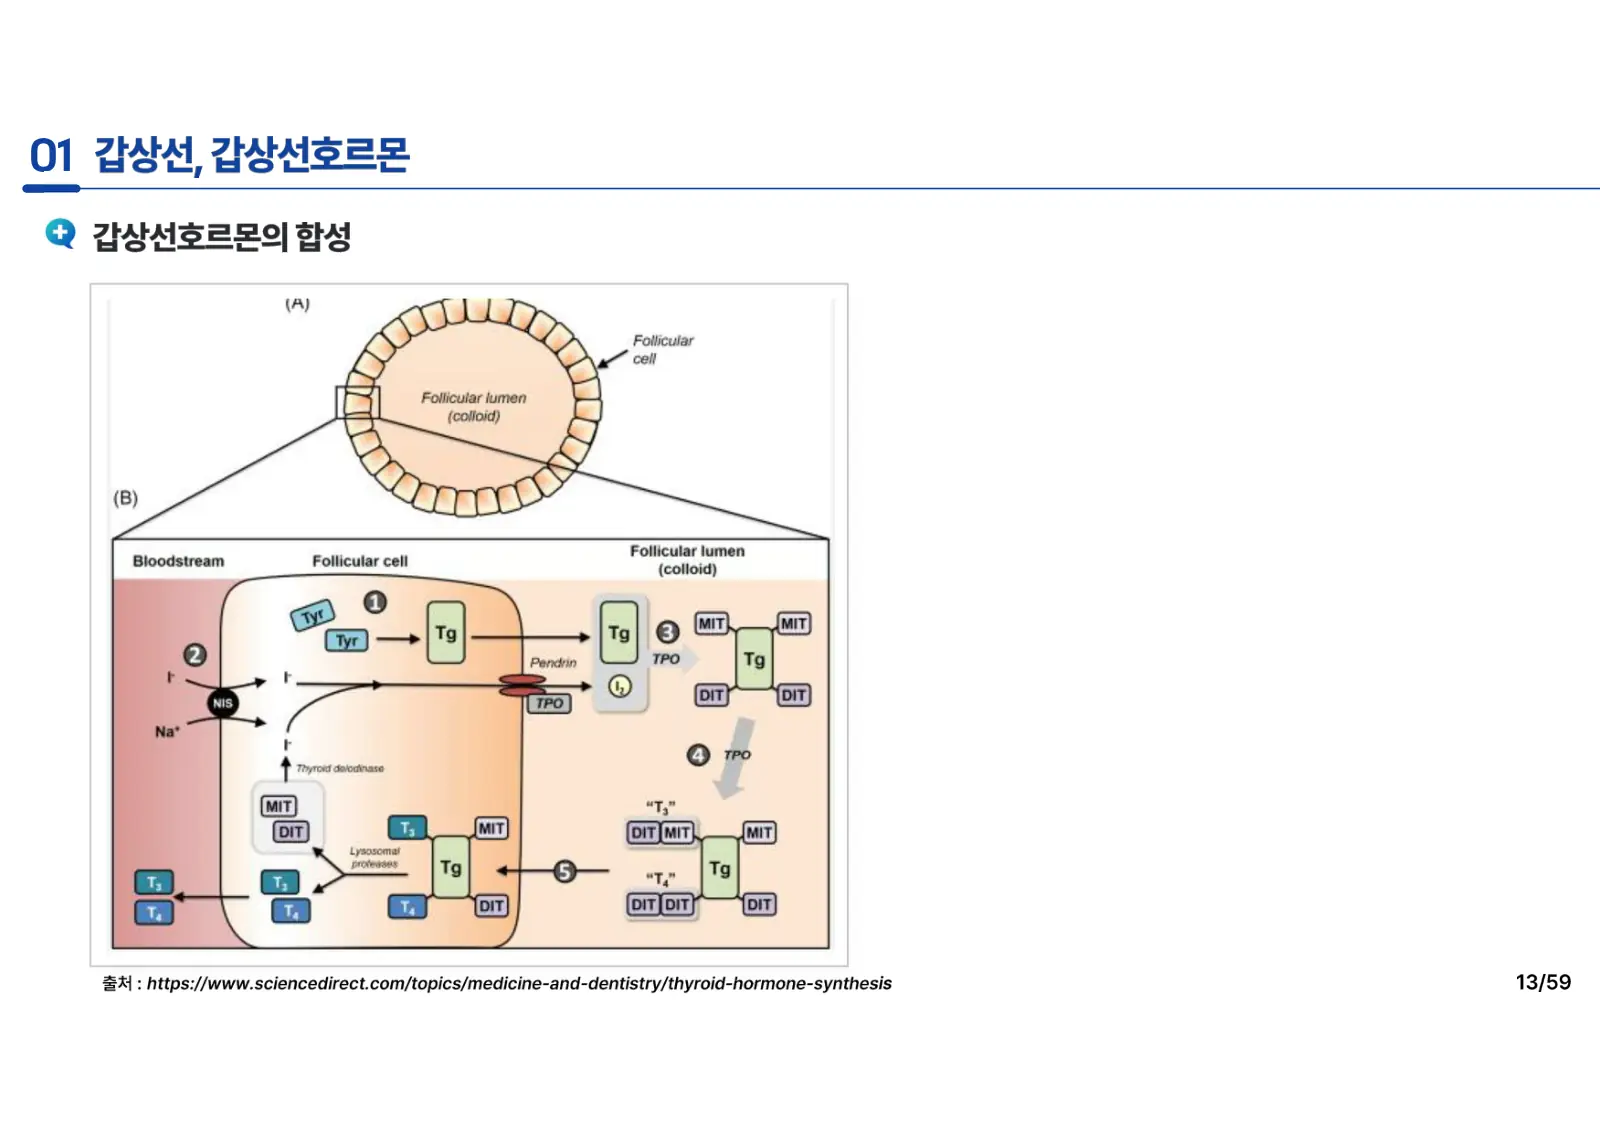 01 갑상선, 갑상선호르몬
갑상선호르몬의 합성
(A)
Follicular
cell
Follicular lumen
(colloid)
(B)
Bloodstream
Follicular cell
Follicular lumen
(colloid)
1
Tyr
Tyr
Tg
Tg
3
TPO
MIT
MIT
Tg
DIT
DIT
2
I-
NIS
Na+
I-
I-
Pendrin
TPO
I2
4
TPO
Thyroid deiodinase
MIT
DIT
Lysosomal
proteases
T3
MIT
Tg
T4
DIT
5
"T3"
DIT MIT
MIT
Tg
"T4"
DIT DIT
DIT
T3
T4
T3
T4
출처 : https://www.sciencedirect.com/topics/medicine-and-dentistry/thyroid-hormone-synthesis
13/59